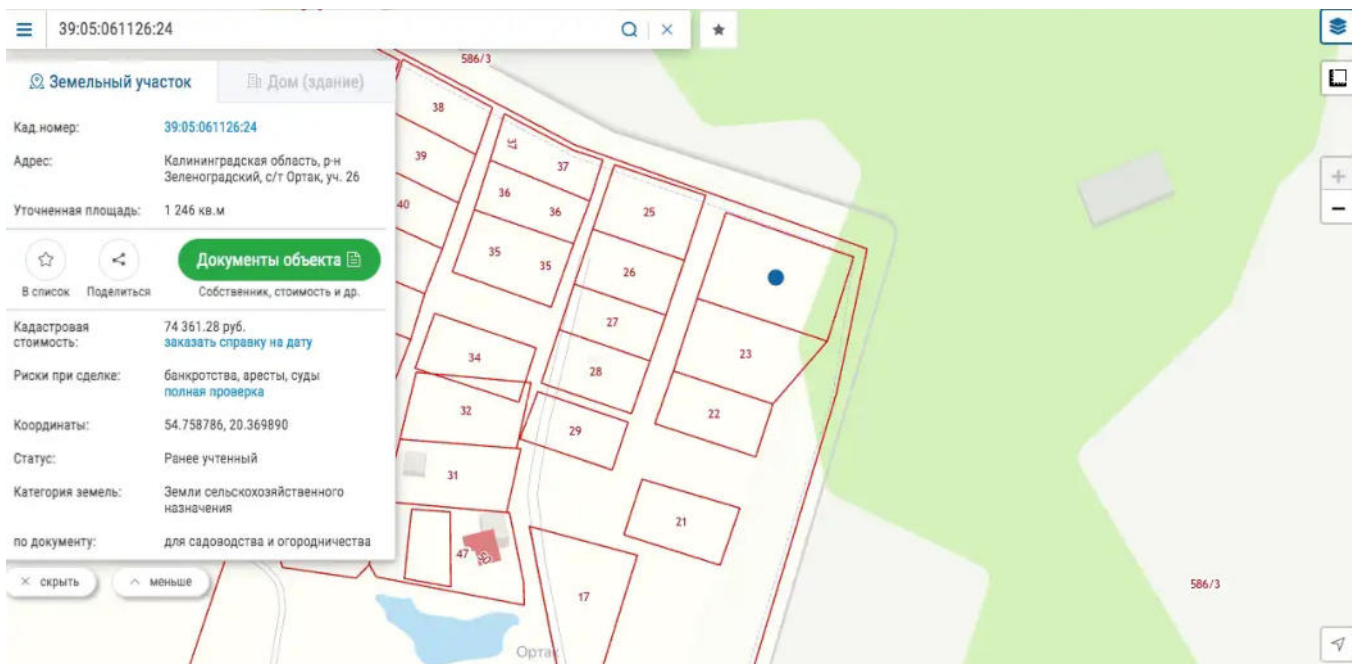 39:05:061126:24
Земельный участок
Дом (здание)
Кад.номер:
39:05:061126:24
Адрес:
Калининградская область, р-н
Зеленоградский, с/т Ортак, уч. 26
Уточненная площадь:
1 246 кв.м
В список
Поделиться
Документы объекта
Собственник, стоимость и др.
Кадастровая
стоимость:
74 361.28 руб.
заказать справку на дату
Риски при сделке:
банкротства, аресты, суды
полная проверка
Координаты:
54.758786, 20.369890
Статус:
Ранее учтенный
Категория земель:
Земли сельскохозяйственного
назначения
по документу:
для садоводства и огородничества
скрыть
меньше
586/3
38
37
37
39
36
36
40
25
35
35
26
27
23
34
28
32
22
29
31
21
47
17
586/3
Ортак